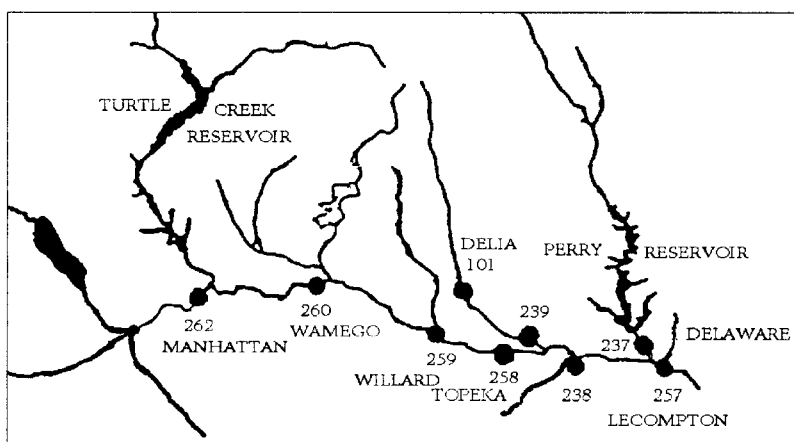 TURTLE CREEK
RESERVOIR
DELIA
101
PERRY RESERVOIR
239
260
WAMEGO
262
MANHATTAN
237
DELAWARE
259
WILLARD
258
TOPEKA
238
257
LECOMPTON